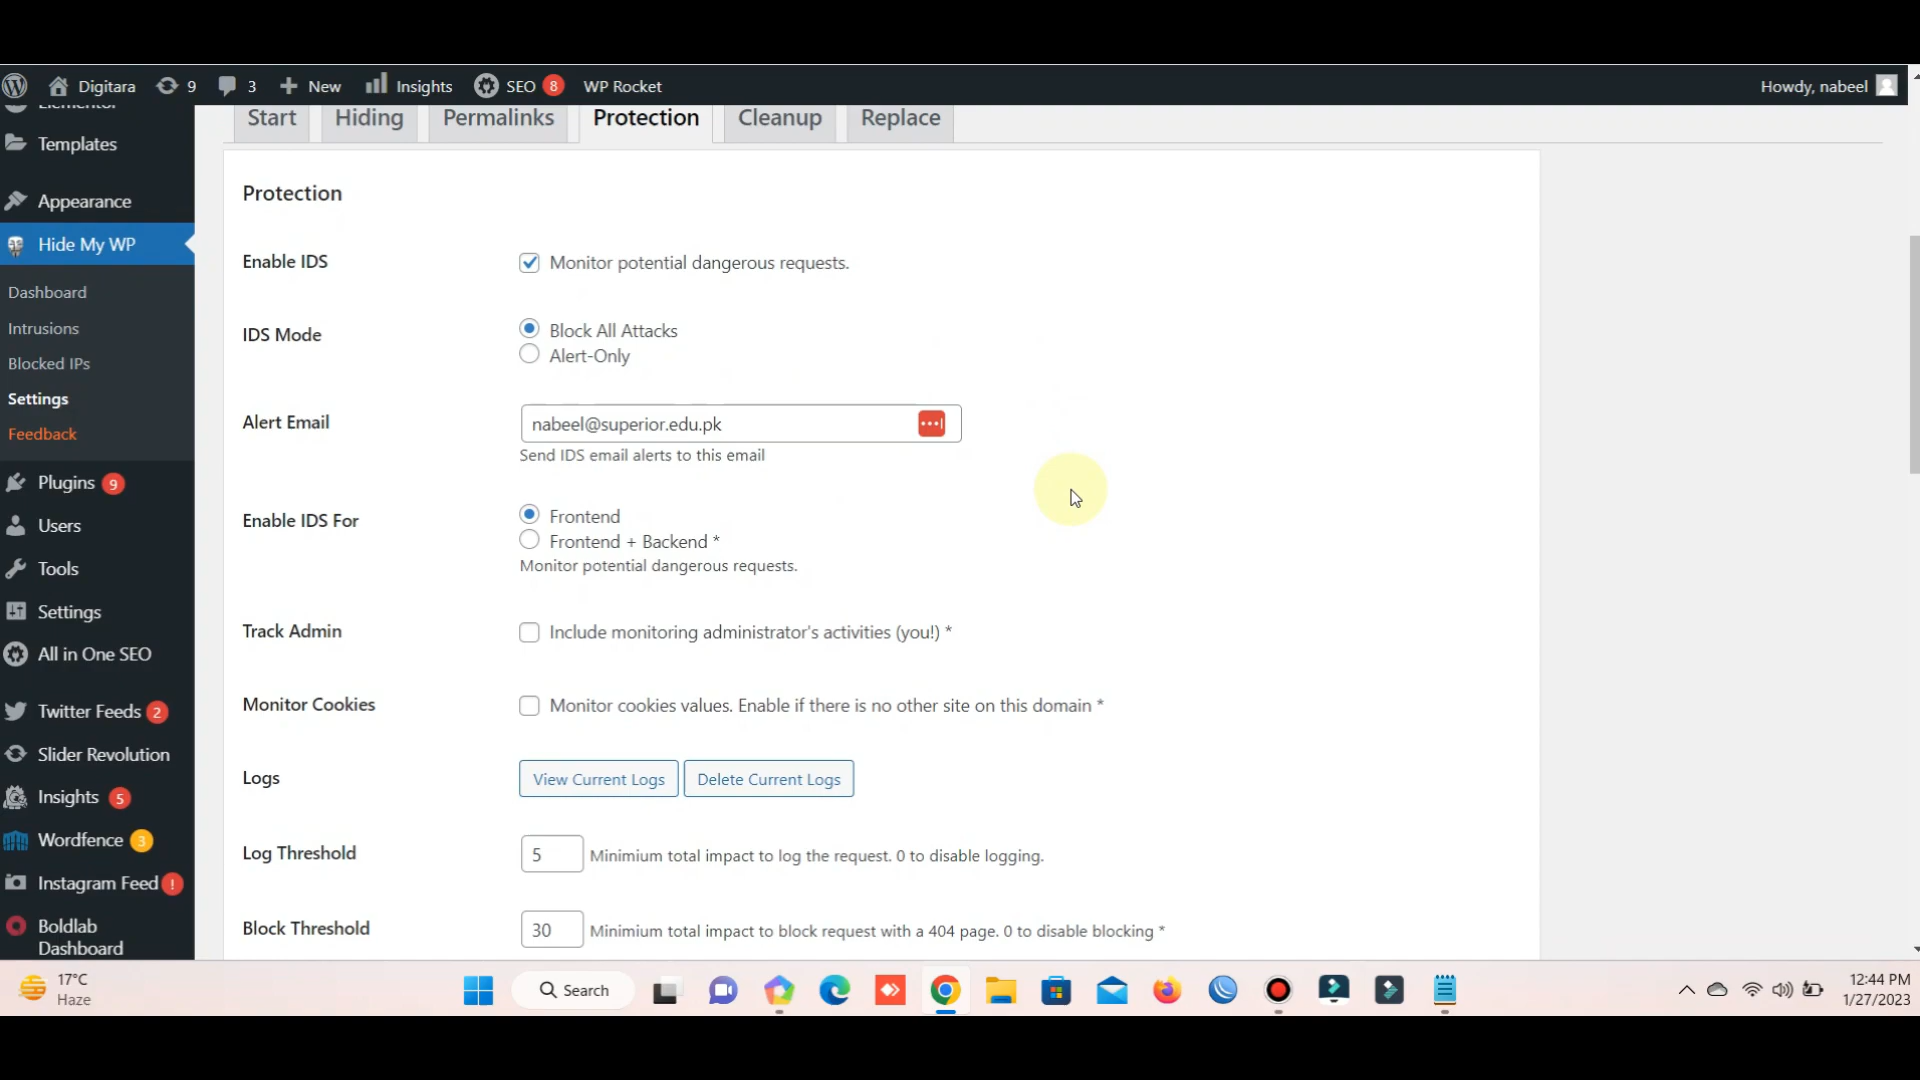 Digitara 9 3 New Insights SEO 8 WP Rocket Howdy, nabeel
Elementor
Templates
Appearance
Hide My WP
Dashboard
Intrusions
Blocked IPs
Settings
Feedback
Plugins 9
Users
Tools
Settings
All in One SEO
Twitter Feeds 2
Slider Revolution
Insights 5
Wordfence 3
Instagram Feed !
Boldlab
Dashboard
Start Hiding Permalinks Protection Cleanup Replace
Protection
Enable IDS Monitor potential dangerous requests.
IDS Mode Block All Attacks
Alert-Only
Alert Email nabeel@superior.edu.pk
Send IDS email alerts to this email
Enable IDS For Frontend
Frontend + Backend *
Monitor potential dangerous requests.
Track Admin Include monitoring administrator's activities (you!) *
Monitor Cookies Monitor cookies values. Enable if there is no other site on this domain *
Logs View Current Logs Delete Current Logs
Log Threshold 5 Minimum total impact to log the request. 0 to disable logging.
Block Threshold 30 Minimum total impact to block request with a 404 page. 0 to disable blocking *
17°C
Haze
Search
12:44 PM
1/27/2023